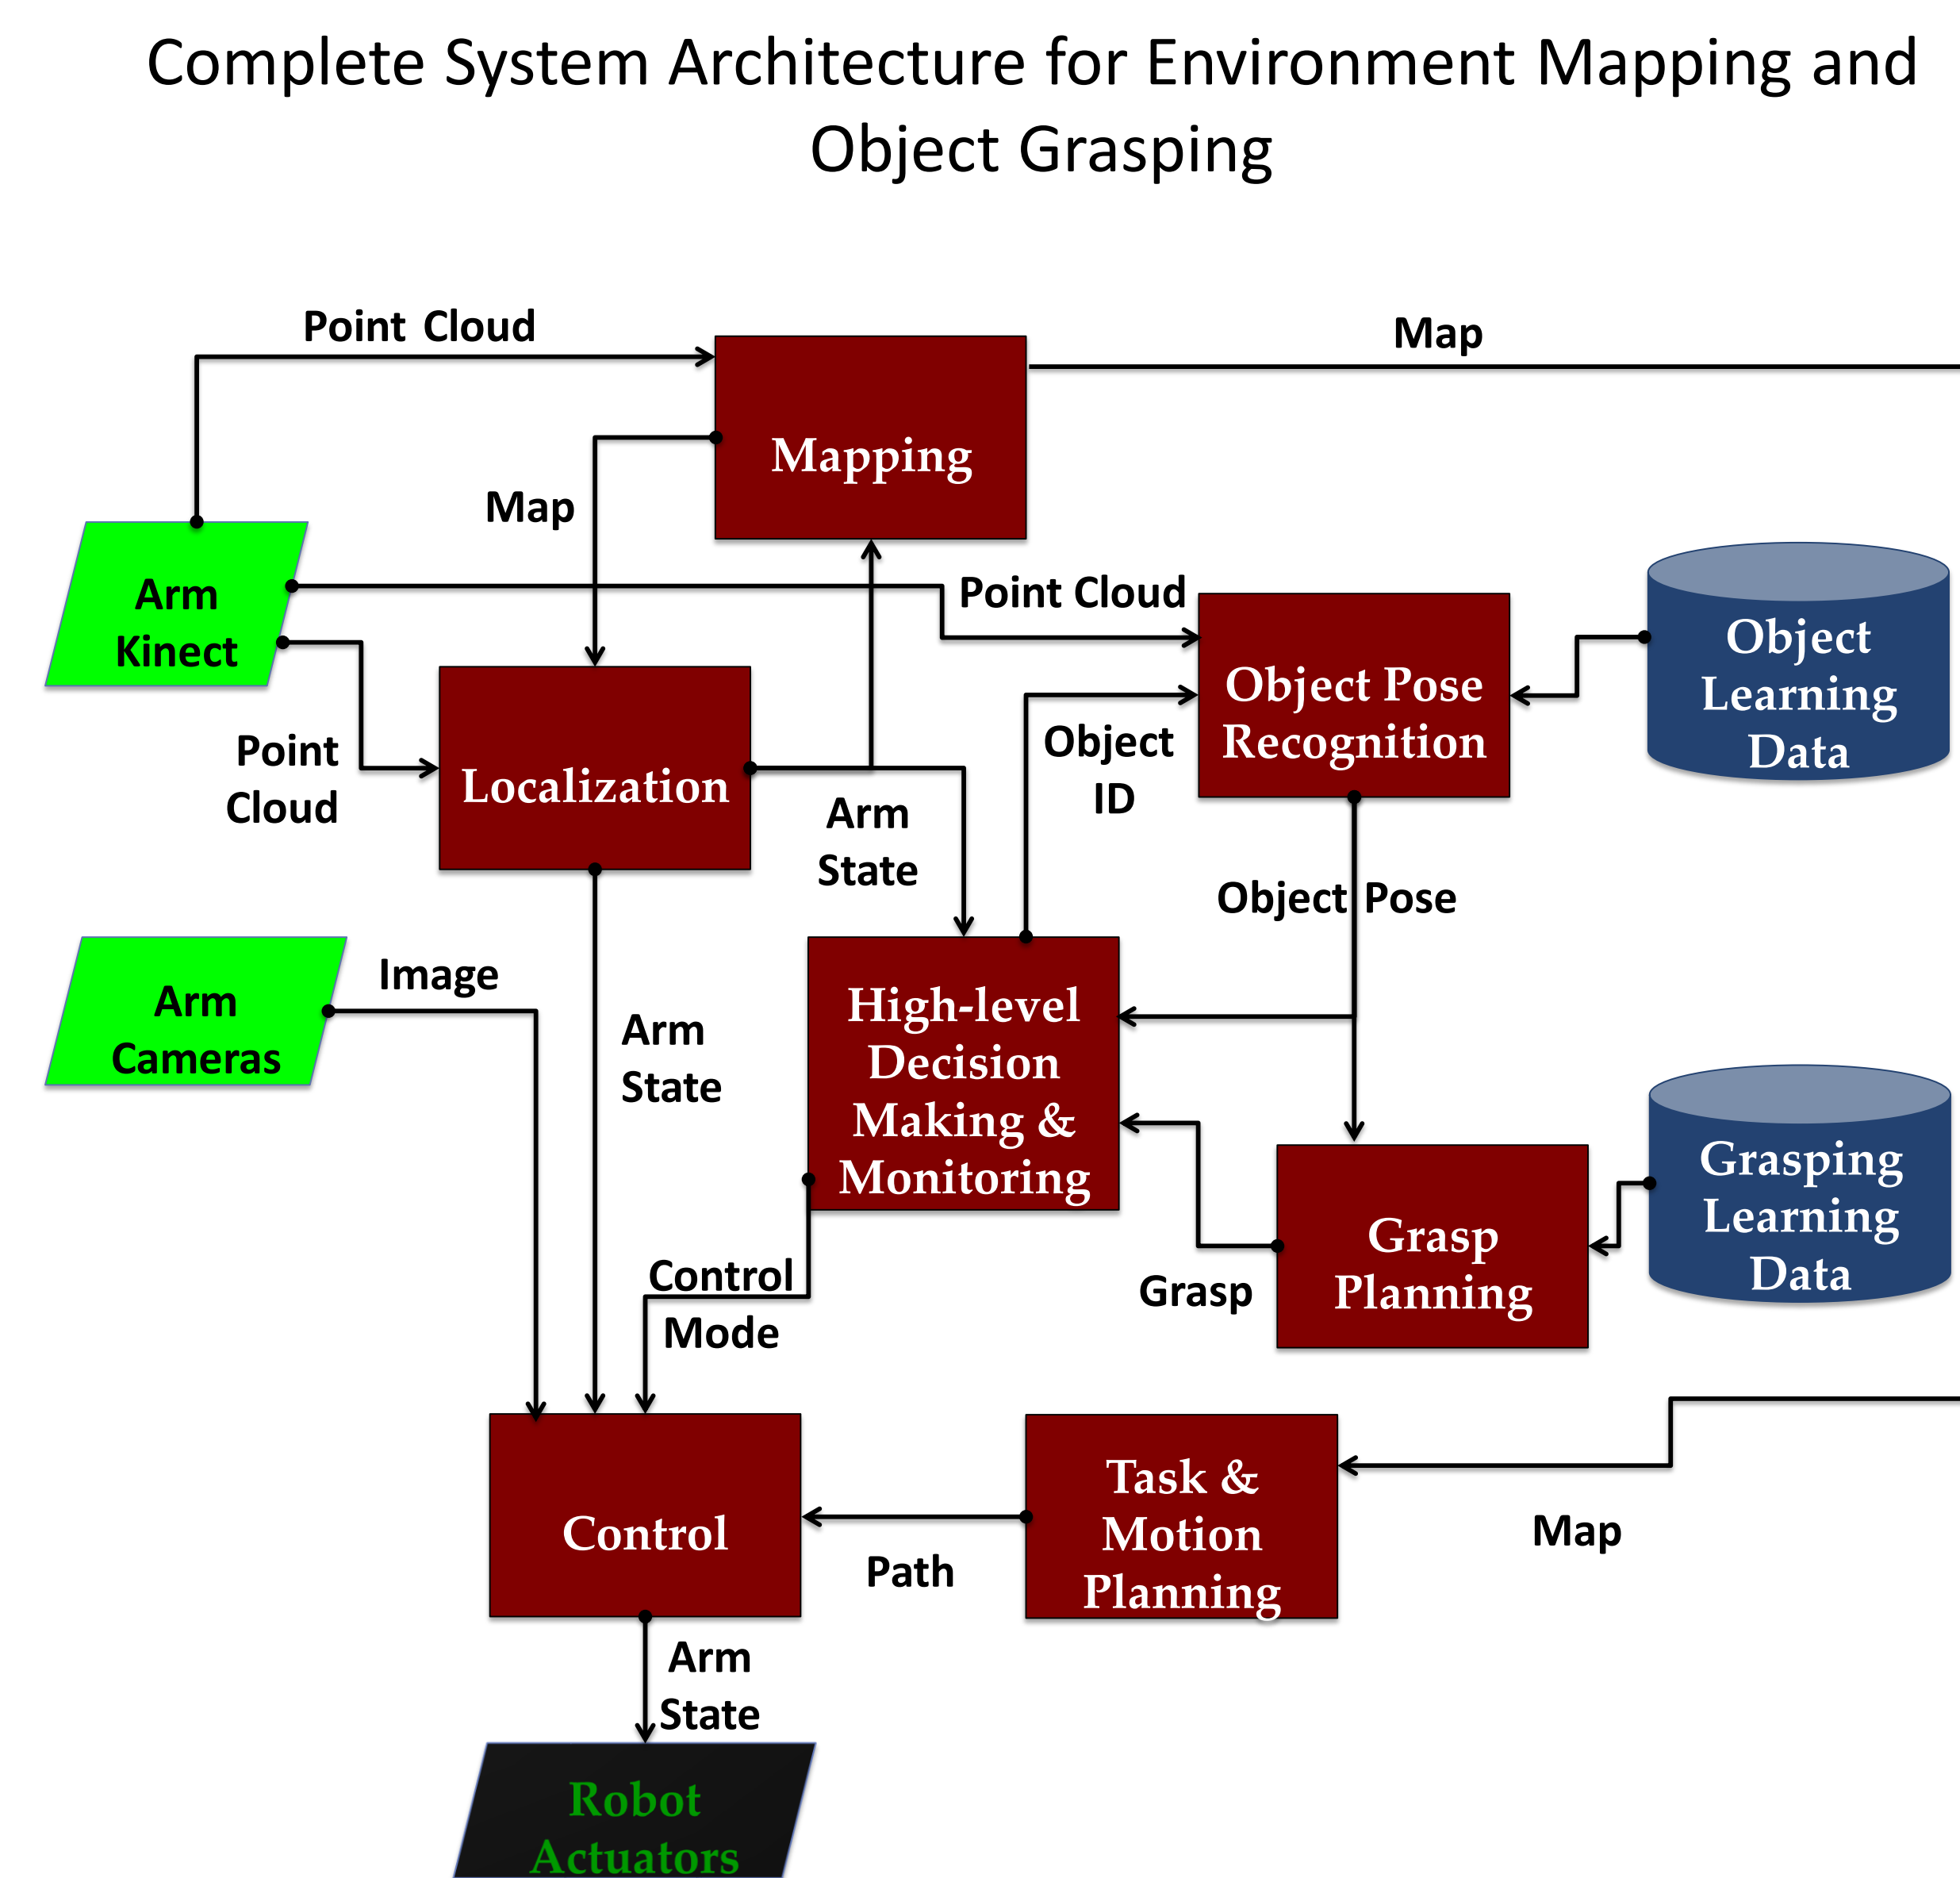 Complete System Architecture for Environment Mapping and
Object Grasping
Point Cloud
Map
Mapping
Map
Arm
Kinect
Point Cloud
Object Pose
Recognition
Object
Learning
Data
Point
Cloud
Localization
Object
ID
Arm
State
Object Pose
Arm
Cameras
Image
Arm
State
High-level
Decision
Making &
Monitoring
Grasping
Learning
Data
Grasp
Planning
Grasp
Control
Mode
Control
Task &
Motion
Planning
Map
Path
Arm
State
Robot
Actuators